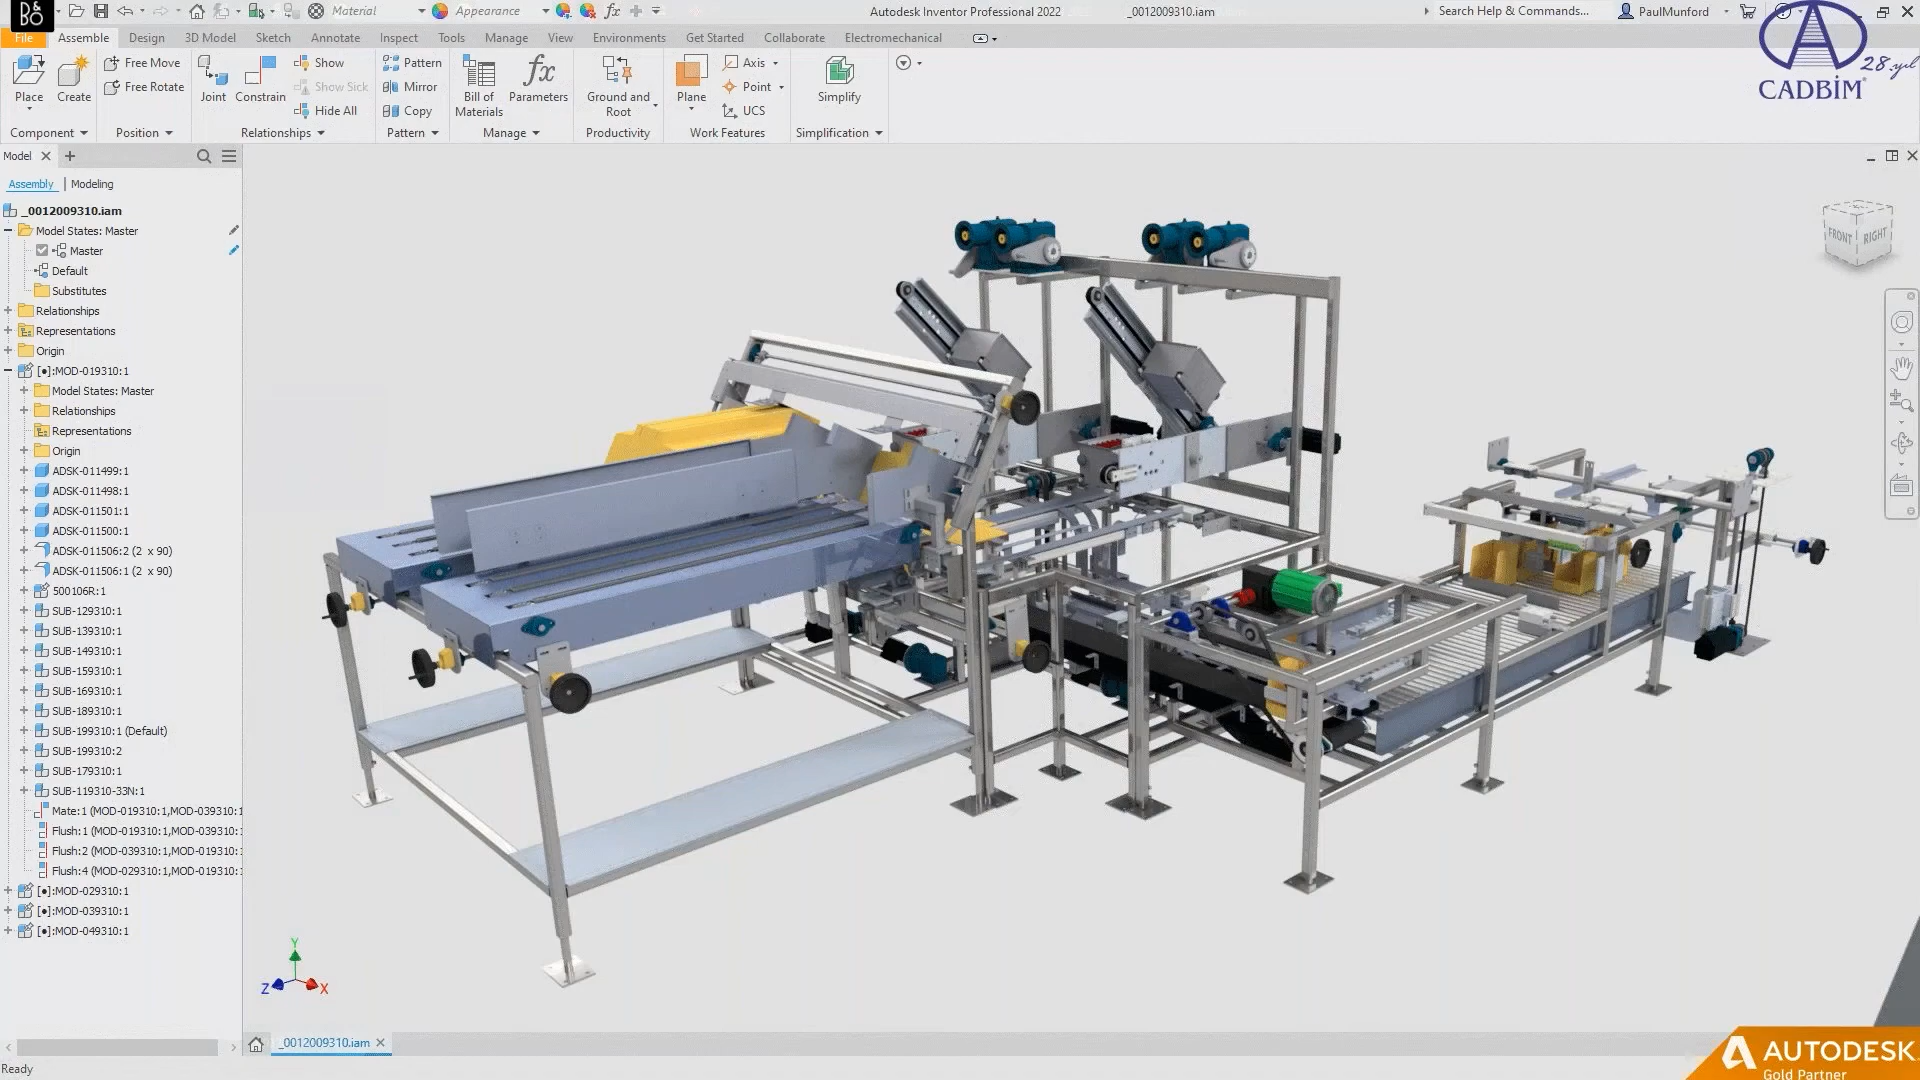 B&
BO
Material
Appearance
fx
Autodesk Inventor Professional 2022
_0012009310.iam
Search Help & Commands...
PaulMunford
File
Assemble
Design
3D Model
Sketch
Annotate
Inspect
Tools
Manage
View
Environments
Get Started
Collaborate
Electromechanical
28.yıl
CADBİM
Place
Create
Free Move
Free Rotate
Joint
Constrain
Show
Show Sick
Hide All
Pattern
Mirror
Copy
Bill of
Materials
fx
Parameters
Ground and
Root
Plane
Axis
Point
UCS
Simplify
Component
Position
Relationships
Pattern
Manage
Productivity
Work Features
Simplification
Model
Assembly
Modeling
FRONT
RIGHT
_0012009310.iam
Model States: Master
Master
Default
Substitutes
Relationships
Representations
Origin
[●]:MOD-019310:1
Model States: Master
Relationships
Representations
Origin
ADSK-011499:1
ADSK-011498:1
ADSK-011501:1
ADSK-011500:1
ADSK-011506:2 (2 x 90)
ADSK-011506:1 (2 x 90)
500106R:1
SUB-129310:1
SUB-139310:1
SUB-149310:1
SUB-159310:1
SUB-169310:1
SUB-189310:1
SUB-199310:1 (Default)
SUB-199310:2
SUB-179310:1
SUB-119310-33N:1
Mate:1 (MOD-019310:1,MOD-039310:1
Flush:1 (MOD-019310:1,MOD-039310:1
Flush:2 (MOD-039310:1,MOD-019310:1
Flush:4 (MOD-029310:1,MOD-019310:1
[●]:MOD-029310:1
[●]:MOD-039310:1
[●]:MOD-049310:1
Y
Z
X
_0012009310.iam
Ready
AUTODESK
Gold Partner